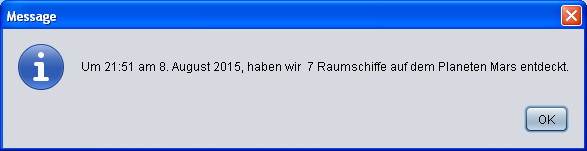 Message
Um 21:51 am 8. August 2015, haben wir  7 Raumschiffe auf dem Planeten Mars entdeckt.
OK